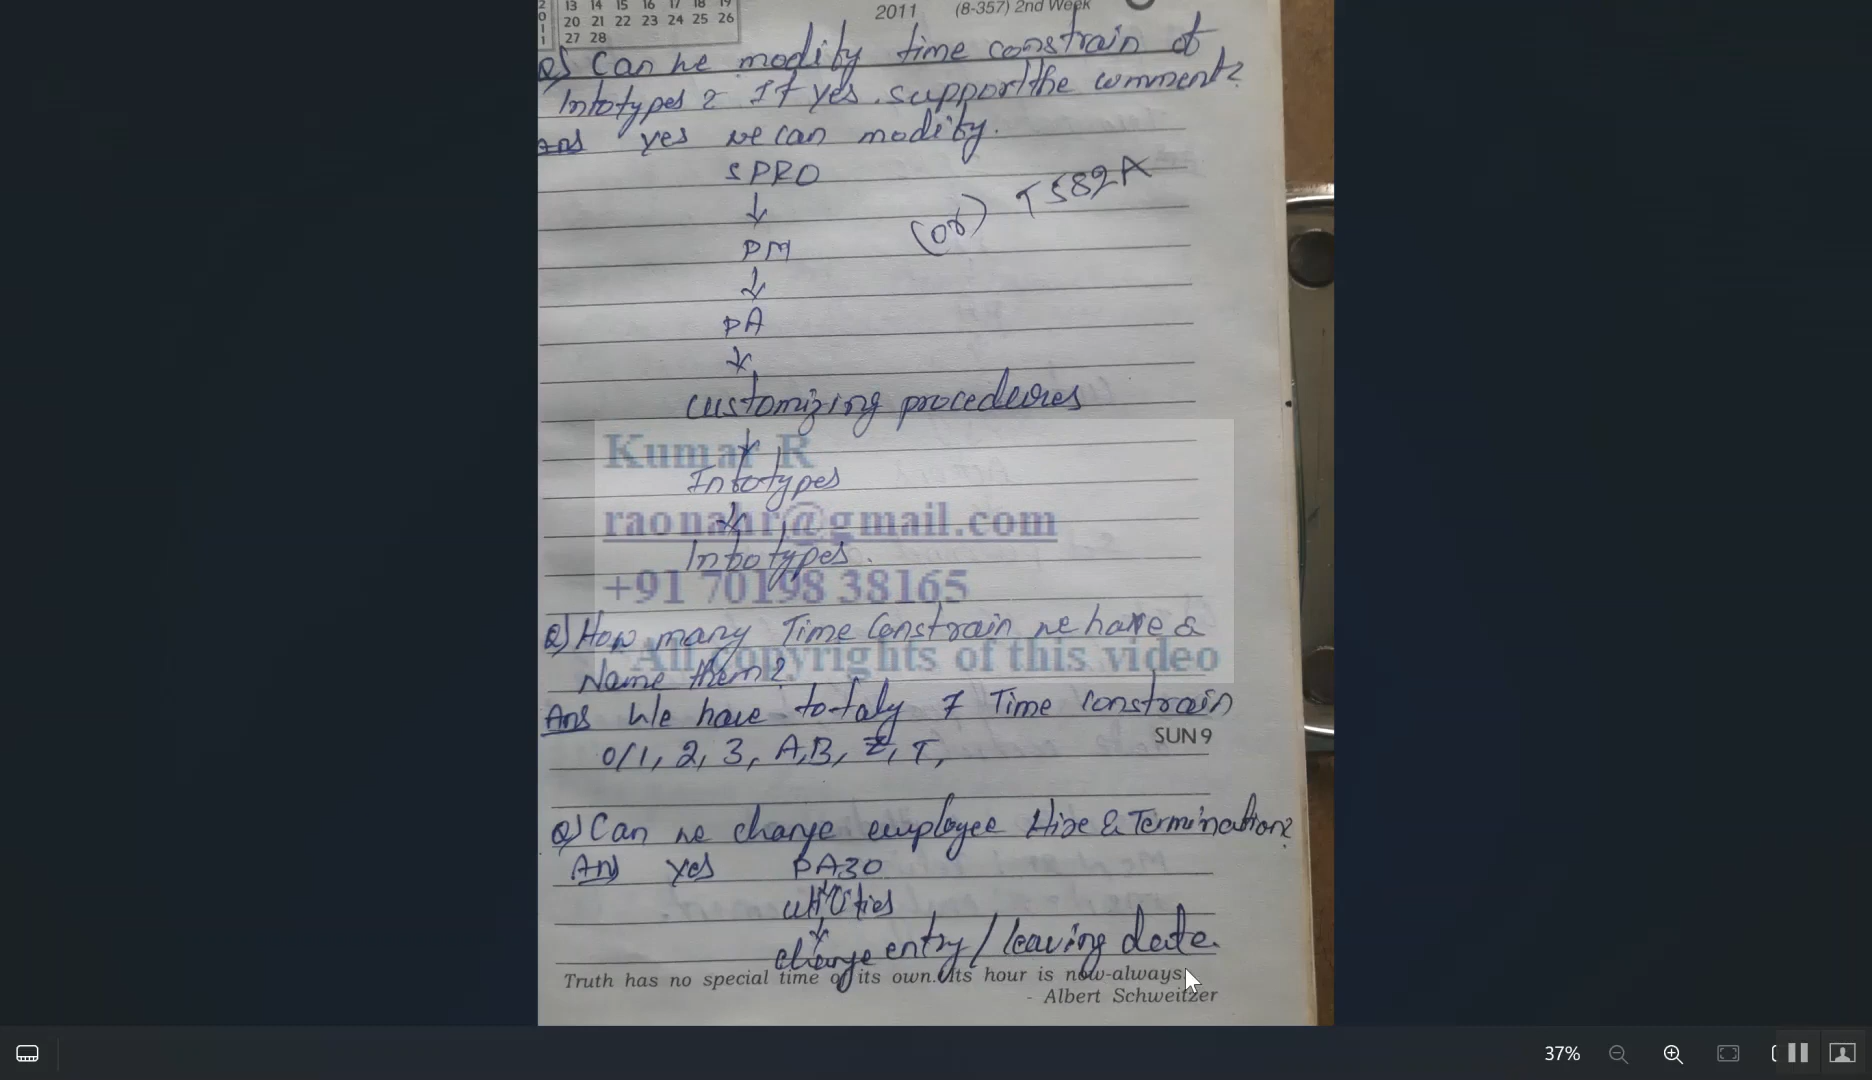 13 14 15 16 17 18 19
20 21 22 23 24 25 26
27 28
2011 (8-357) 2nd Week
Q) Can we modify time constrain of
Infotypes? If yes. support the comment?
Ans yes we can modify.
SPRO
↓
PM (or) T582A
↓
PA
↓
customizing procedures
↓
Kumar R
Infotypes
↓
raonahr@gmail.com
Infotypes.
+91 70198 38165
Q) How many Time Constrain we have &
All Copyrights of this video
Name them?
Ans We have totaly 7 Time Constrain
SUN 9
0/1, 2, 3, A,B, Z, T,
Q) Can we change employee Hire & Termination?
Ans yes PA30
↓
utilities
↓
change entry / leaving date.
Truth has no special time of its own. Its hour is now-always
- Albert Schweitzer
37%